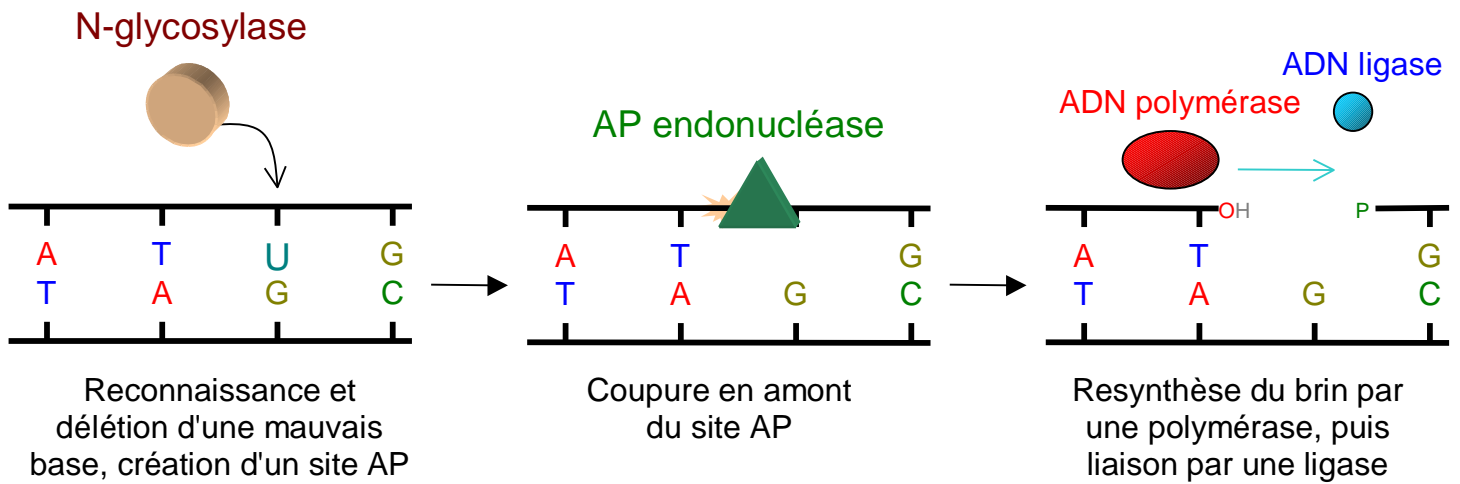 N-glycosylase
ADN ligase
ADN polymérase
AP endonucléase
OH P
A T U G
T A G C
A T G
T A G C
A T G
T A G C
Reconnaissance et
délétion d'une mauvais
base, création d'un site AP
Coupure en amont
du site AP
Resynthèse du brin par
une polymérase, puis
liaison par une ligase